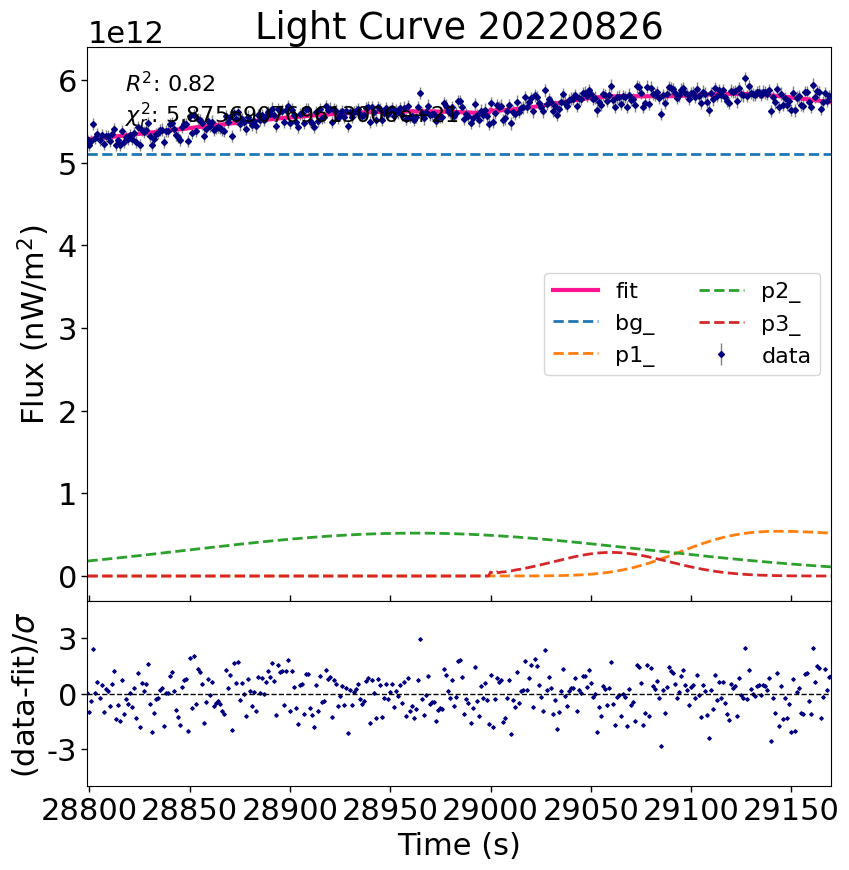 Light Curve 20220826
1e12
R²: 0.82
6
5
4
3
2
1
0
Flux (nW/m²)
fit
bg_
p1_
p2_
p3_
data
3
0
-3
(data-fit)/σ
28800 28850 28900 28950 29000 29050 29100 29150
Time (s)